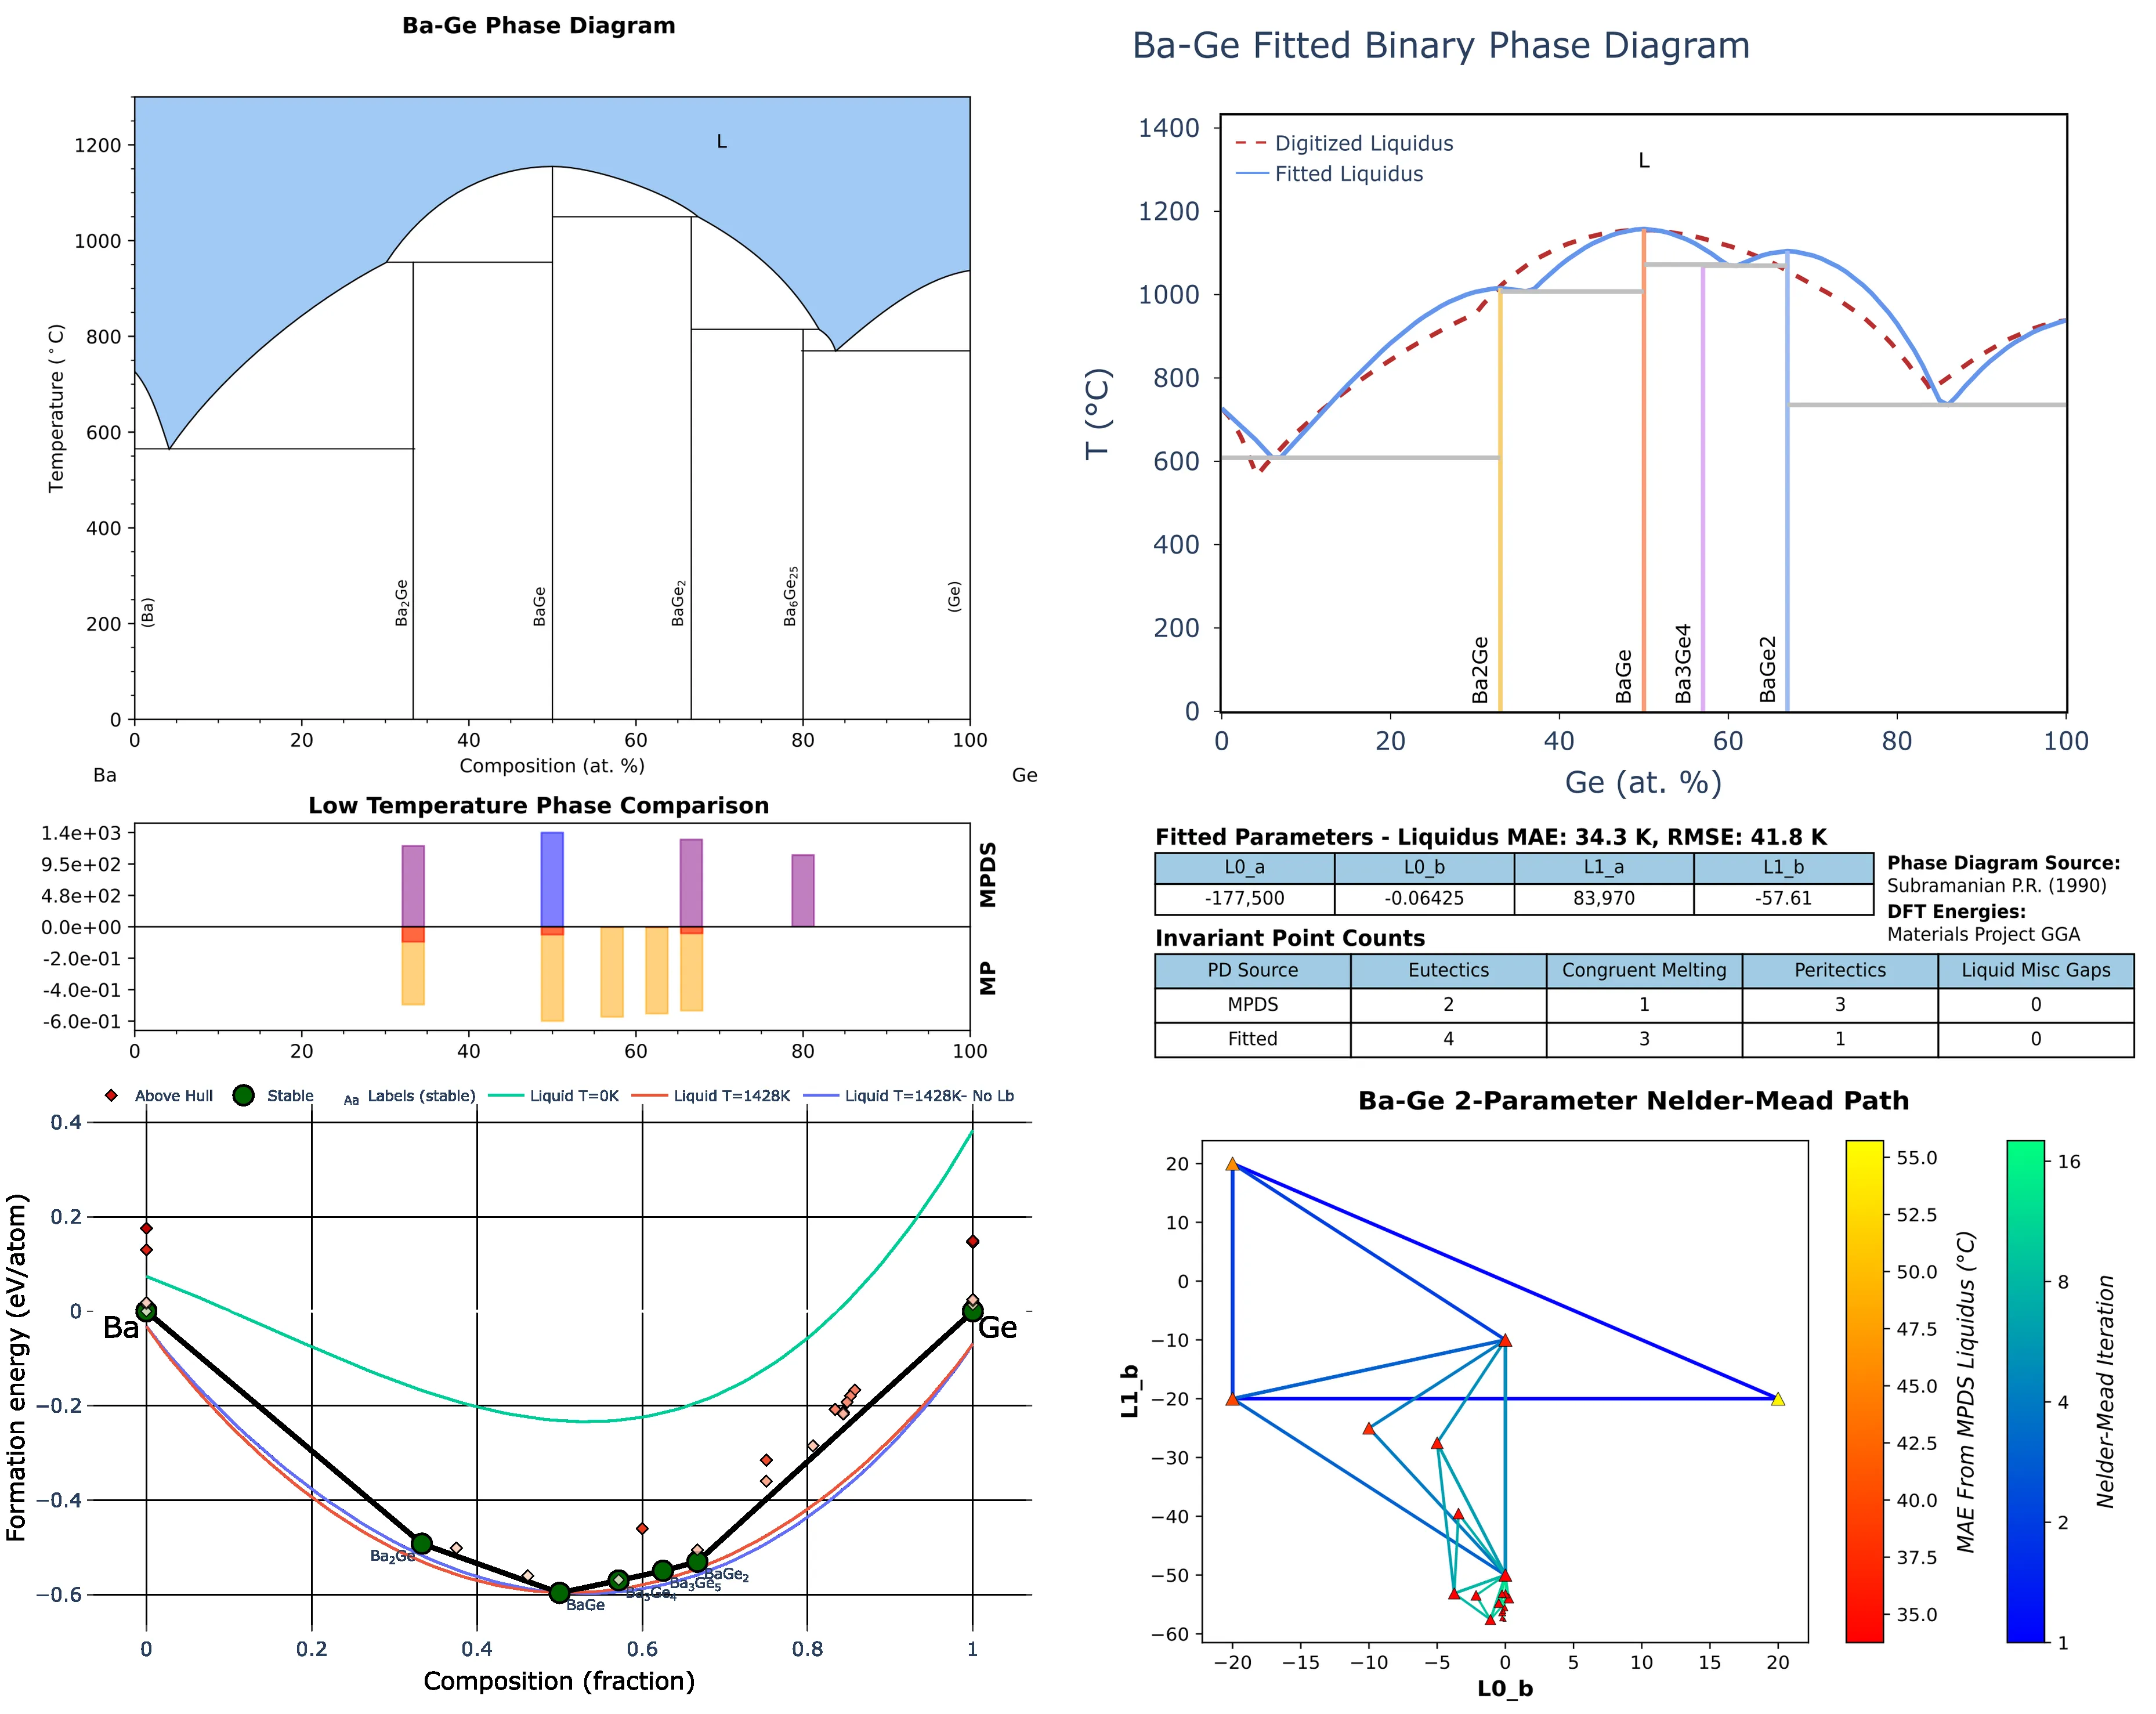 Ba-Ge Phase Diagram
L
1200
1000
800
600
400
200
0
Temperature (°C)
(Ba)
Ba₂Ge
BaGe
BaGe₂
Ba₆Ge₂₅
(Ge)
0 20 40 60 80 100
Composition (at. %)
Ba Ge
Ba-Ge Fitted Binary Phase Diagram
Digitized Liquidus
Fitted Liquidus
L
1400
1200
1000
800
600
400
200
0
T (°C)
Ba2Ge
BaGe
Ba3Ge4
BaGe2
0 20 40 60 80 100
Ge (at. %)
Low Temperature Phase Comparison
1.4e+03
9.5e+02
4.8e+02
0.0e+00
-2.0e-01
-4.0e-01
-6.0e-01
MPDS
MP
0 20 40 60 80 100
Fitted Parameters - Liquidus MAE: 34.3 K, RMSE: 41.8 K
L0_a L0_b L1_a L1_b
-177,500 -0.06425 83,970 -57.61
Phase Diagram Source:
Subramanian P.R. (1990)
DFT Energies:
Materials Project GGA
Invariant Point Counts
PD Source Eutectics Congruent Melting Peritectics Liquid Misc Gaps
MPDS 2 1 3 0
Fitted 4 3 1 0
Above Hull Stable Aa Labels (stable) Liquid T=0K Liquid T=1428K Liquid T=1428K- No Lb
0.4
0.2
0
−0.2
−0.4
−0.6
Formation energy (eV/atom)
Ba
Ge
Ba₂Ge
BaGe
Ba₃Ge₄
Ba₃Ge₅
BaGe₂
0 0.2 0.4 0.6 0.8 1
Composition (fraction)
Ba-Ge 2-Parameter Nelder-Mead Path
20
10
0
−10
−20
−30
−40
−50
−60
L1_b
−20 −15 −10 −5 0 5 10 15 20
L0_b
55.0
52.5
50.0
47.5
45.0
42.5
40.0
37.5
35.0
MAE From MPDS Liquidus (°C)
16
8
4
2
1
Nelder-Mead Iteration